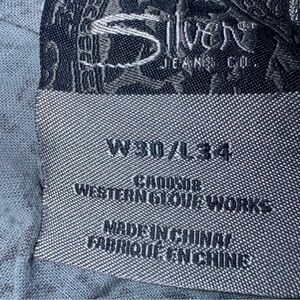 Silver
JEANS CO.
W30/L34
CA00508
WESTERN GLOVE WORKS
MADE IN CHINA/
FABRIQUÉ EN CHINE